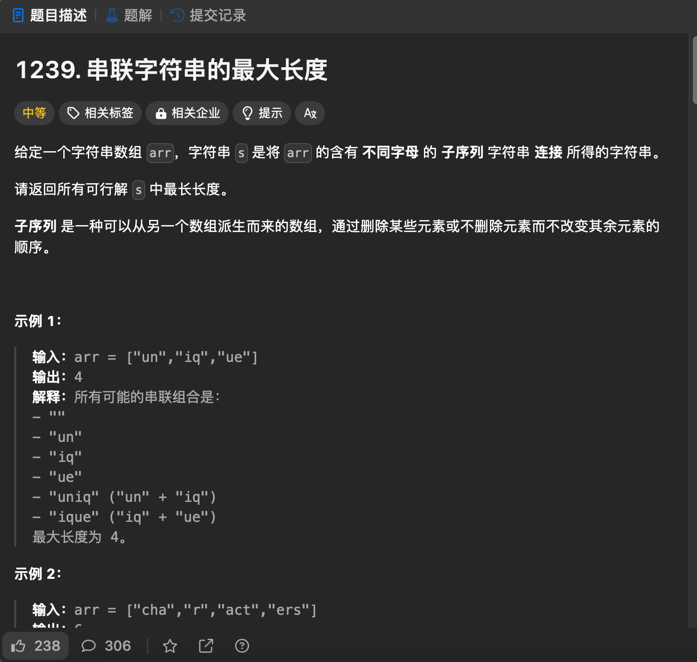 题目描述 题解 提交记录
1239. 串联字符串的最大长度
中等 相关标签 相关企业 提示 Az
给定一个字符串数组 arr，字符串 s 是将 arr 的含有 不同字母 的 子序列 字符串 连接 所得的字符串。
请返回所有可行解 s 中最长长度。
子序列 是一种可以从另一个数组派生而来的数组，通过删除某些元素或不删除元素而不改变其余元素的
顺序。
示例 1：
输入：arr = ["un","iq","ue"]
输出：4
解释：所有可能的串联组合是：
- ""
- "un"
- "iq"
- "ue"
- "uniq" ("un" + "iq")
- "ique" ("iq" + "ue")
最大长度为 4。
示例 2：
输入：arr = ["cha","r","act","ers"]
238 306